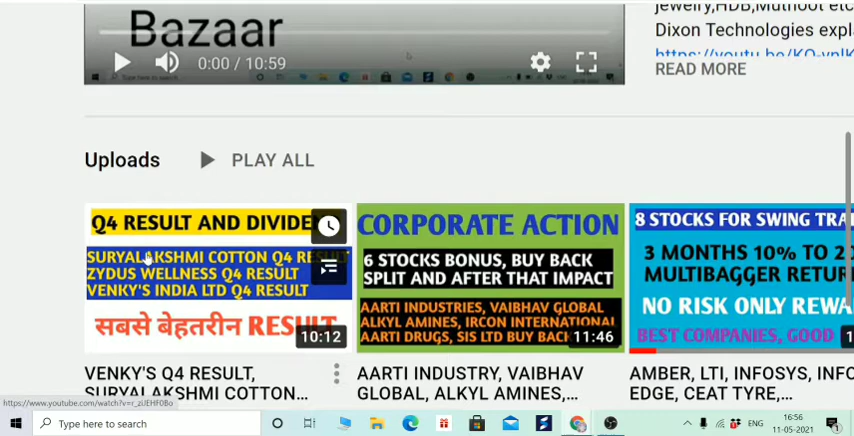 Bazaar
0:00 / 10:59
jewelry,HDB,Muthoot etc
Dixon Technologies expl
READ MORE
Uploads
PLAY ALL
Q4 RESULT AND DIVIDEN
SURYALAKSHMI COTTON Q4 RESULT
ZYDUS WELLNESS Q4 RESULT
VENKY'S INDIA LTD Q4 RESULT
सबसे बेहतरीन RESULT
10:12
VENKY'S Q4 RESULT,
SURYALAKSHMI COTTON...
CORPORATE ACTION
6 STOCKS BONUS, BUY BACK
SPLIT AND AFTER THAT IMPACT
AARTI INDUSTRIES, VAIBHAV GLOBAL
ALKYL AMINES, IRCON INTERNATIONAL
AARTI DRUGS, SIS LTD BUY BACK
11:46
AARTI INDUSTRY, VAIBHAV
GLOBAL, ALKYL AMINES,...
8 STOCKS FOR SWING TRA
3 MONTHS 10% TO 2
MULTIBAGGER RETUR
NO RISK ONLY REWA
BEST COMPANIES, GOOD
AMBER, LTI, INFOSYS, INFO
EDGE, CEAT TYRE,...
Type here to search
ENG
16:56
11-05-2021